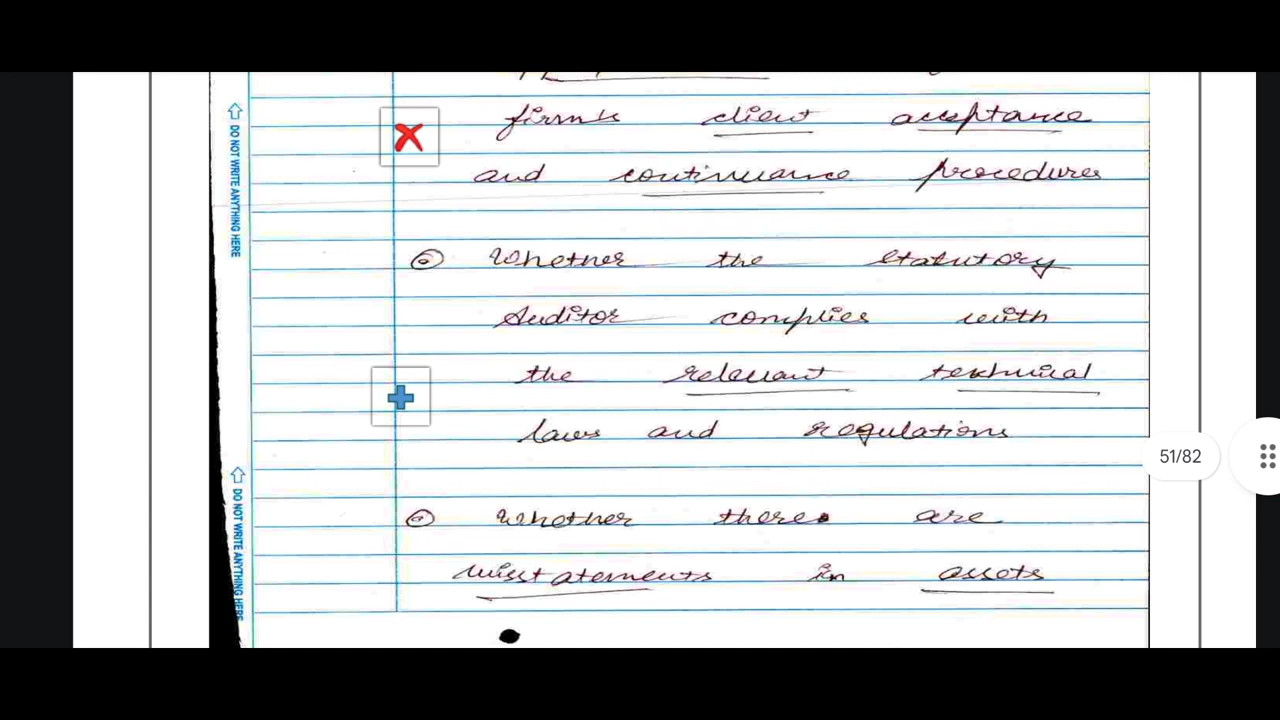 firm's client acceptance
and continuance procedures
Whether the statutory
Auditor complies with
the relevant technical
laws and regulations
Whether there are
misstatements in assets
DO NOT WRITE ANYTHING HERE
DO NOT WRITE ANYTHING HERE
51/82